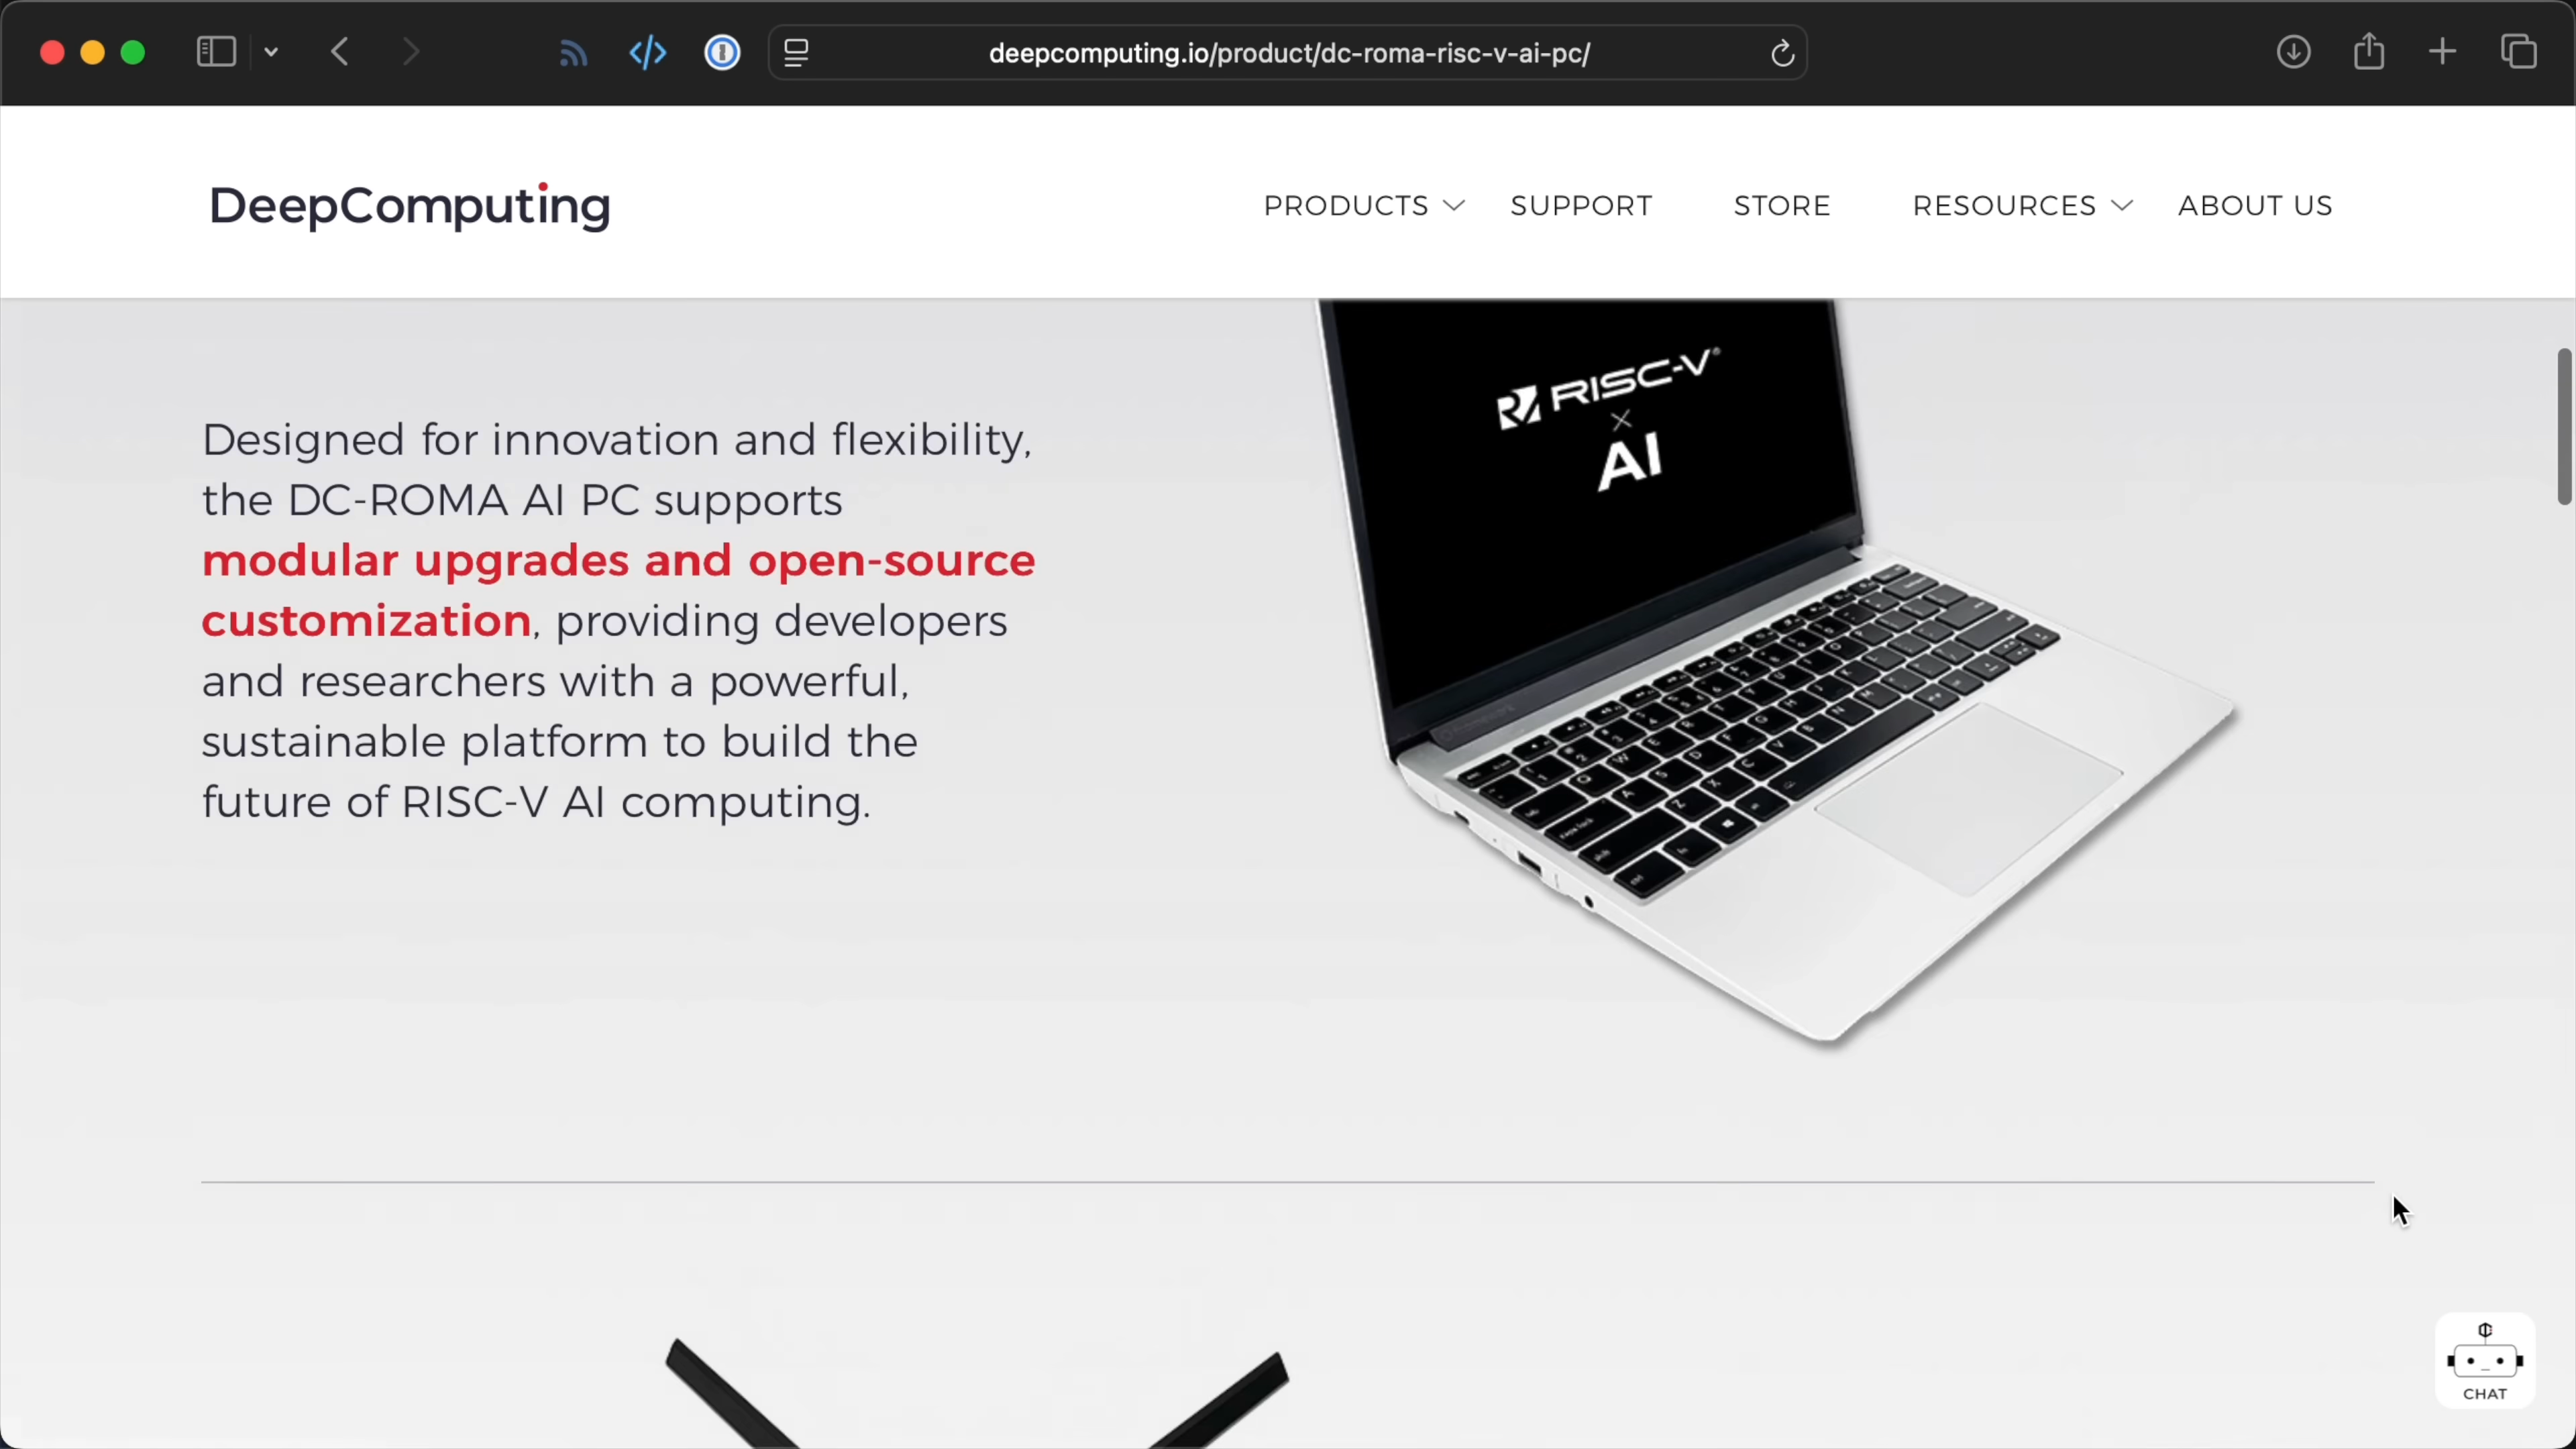 deepcomputing.io/product/dc-roma-risc-v-ai-pc/
DeepComputing
PRODUCTS
SUPPORT
STORE
RESOURCES
ABOUT US
RISC-V®
×
AI
Designed for innovation and flexibility,
the DC-ROMA AI PC supports
modular upgrades and open-source
customization, providing developers
and researchers with a powerful,
sustainable platform to build the
future of RISC-V AI computing.
CHAT